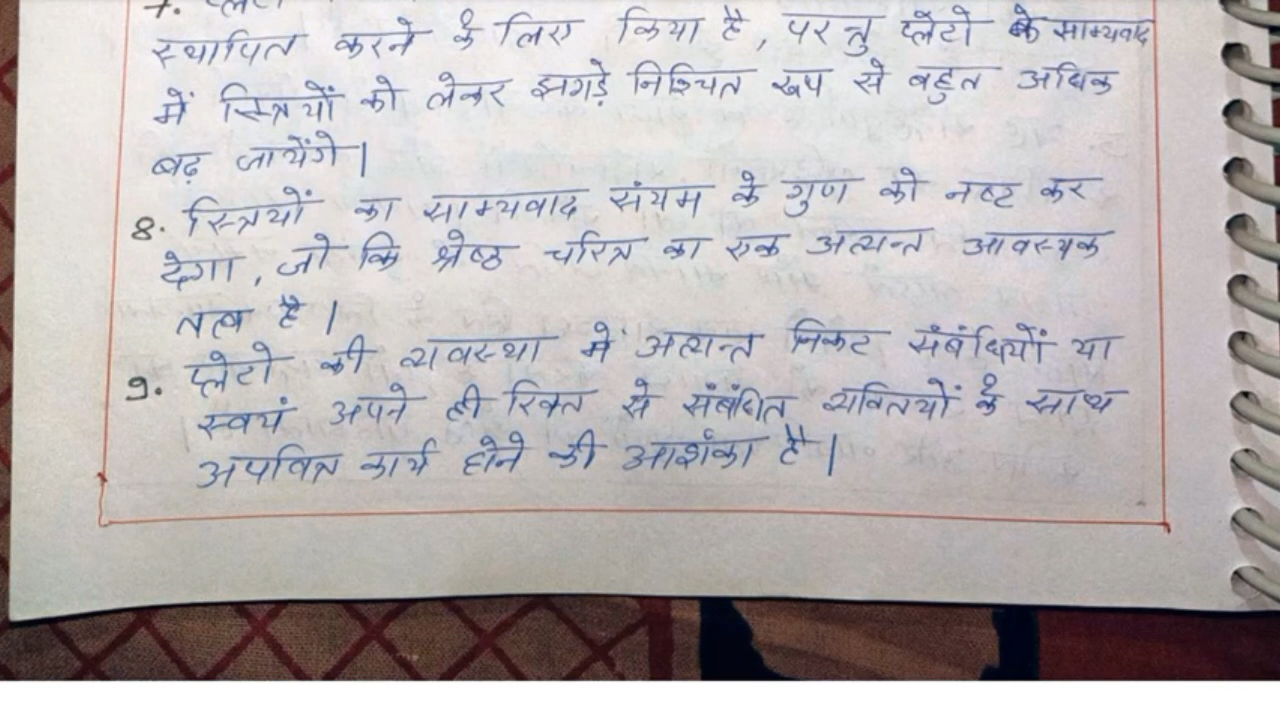 7. प्लेटो
स्थापित करने के लिए किया है, परन्तु प्लेटो के साम्यवाद
में स्त्रियों को लेकर झगड़े निश्चित रूप से बहुत अधिक
बढ़ जायेंगे।
8. स्त्रियों का साम्यवाद संयम के गुण को नष्ट कर
देगा, जो कि श्रेष्ठ चरित्र का एक अत्यन्त आवश्यक
तत्व है।
9. प्लेटो की व्यवस्था में अत्यन्त निकट संबंधियों या
स्वयं अपने ही रिक्त से संबंधित व्यक्तियों के साथ
अपवित्र कार्य होने की आशंका है।